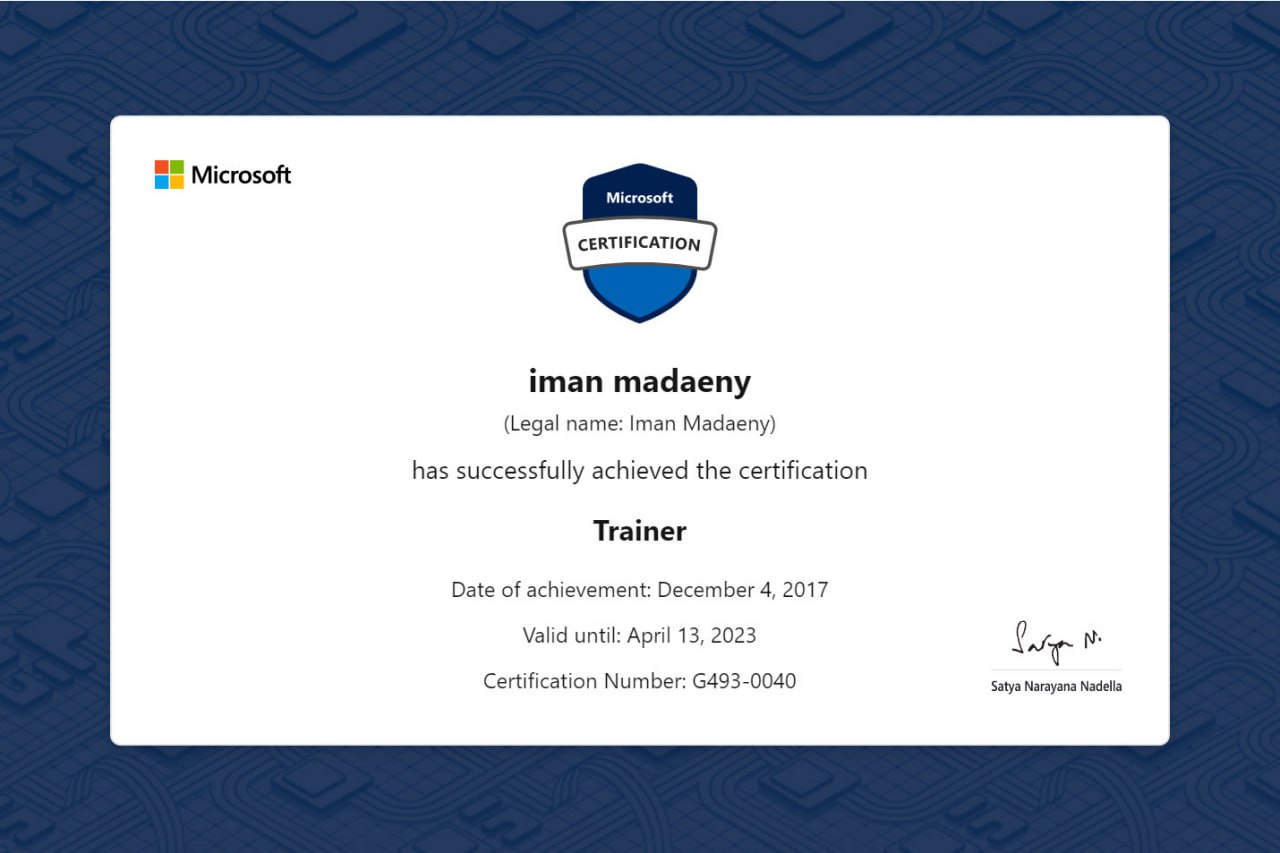 Microsoft
Microsoft
CERTIFICATION
iman madaeny
(Legal name: Iman Madaeny)
has successfully achieved the certification
Trainer
Date of achievement: December 4, 2017
Valid until: April 13, 2023
Certification Number: G493-0040
Satya N.
Satya Narayana Nadella